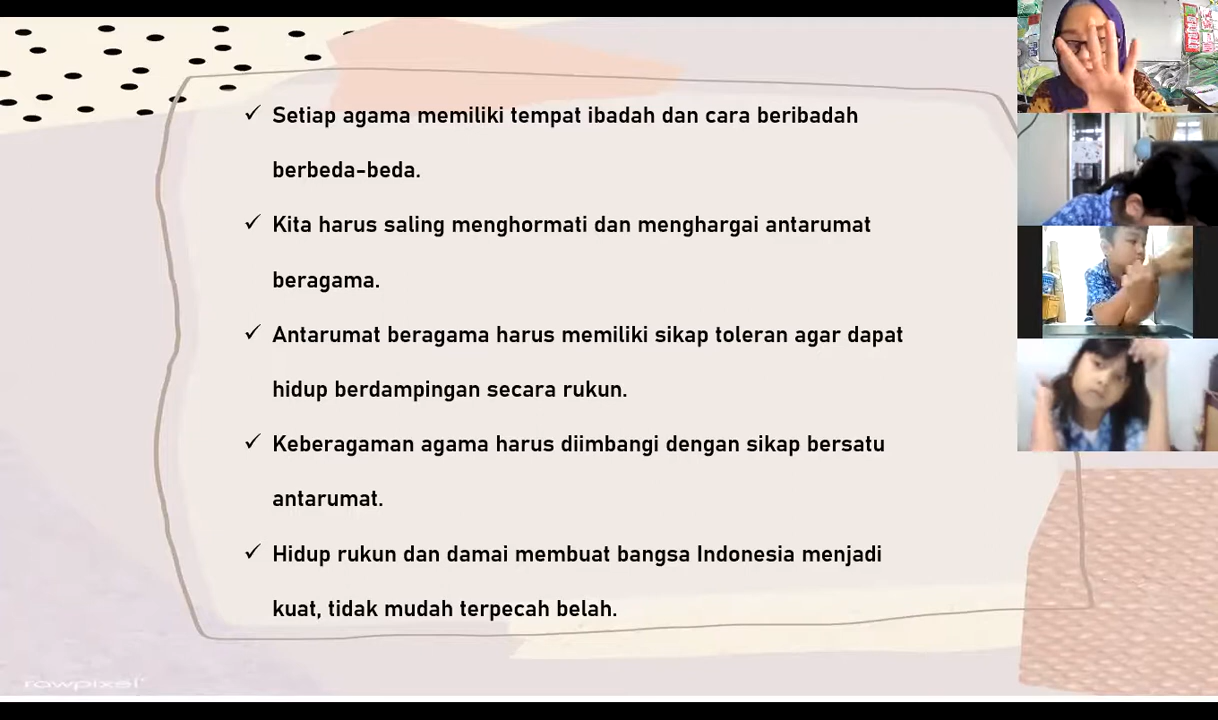 Setiap agama memiliki tempat ibadah dan cara beribadah
berbeda-beda.
Kita harus saling menghormati dan menghargai antarumat
beragama.
Antarumat beragama harus memiliki sikap toleran agar dapat
hidup berdampingan secara rukun.
Keberagaman agama harus diimbangi dengan sikap bersatu
antarumat.
Hidup rukun dan damai membuat bangsa Indonesia menjadi
kuat, tidak mudah terpecah belah.
rawpixel